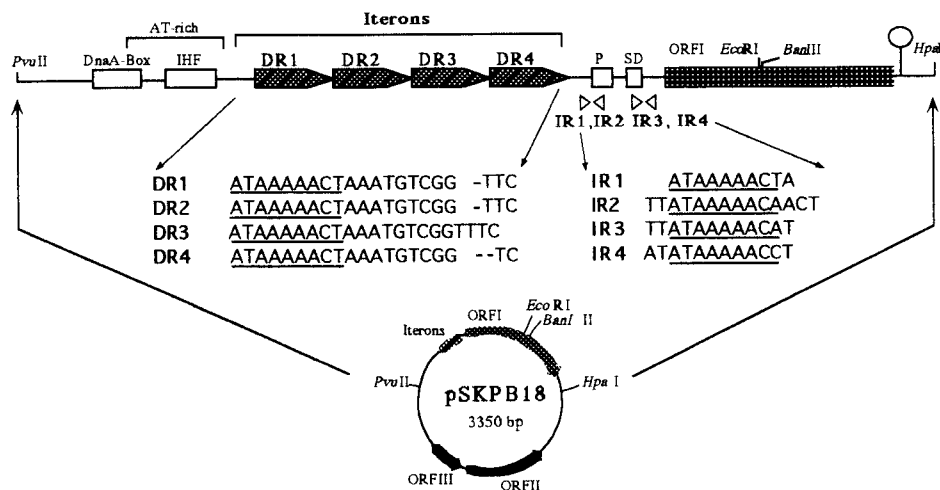 Iterons
AT-rich
PvuII
DnaA-Box
IHF
DR1
DR2
DR3
DR4
P
SD
ORFI
EcoRI
BanIII
HpaI
IR1, IR2 IR3, IR4
DR1 ATAAAAACTAAATGTCGG -TTC
DR2 ATAAAAACTAAATGTCGG -TTC
DR3 ATAAAAACTAAATGTCGGTTTC
DR4 ATAAAAACTAAATGTCGG --TC
IR1 ATAAAAACTA
IR2 TTATAAAAACAACT
IR3 TTATAAAAACAT
IR4 ATATAAAAACCT
ORFI
EcoRI
BanI II
Iterons
PvuII
Hpa I
pSKPB18
3350 bp
ORFIII
ORFII